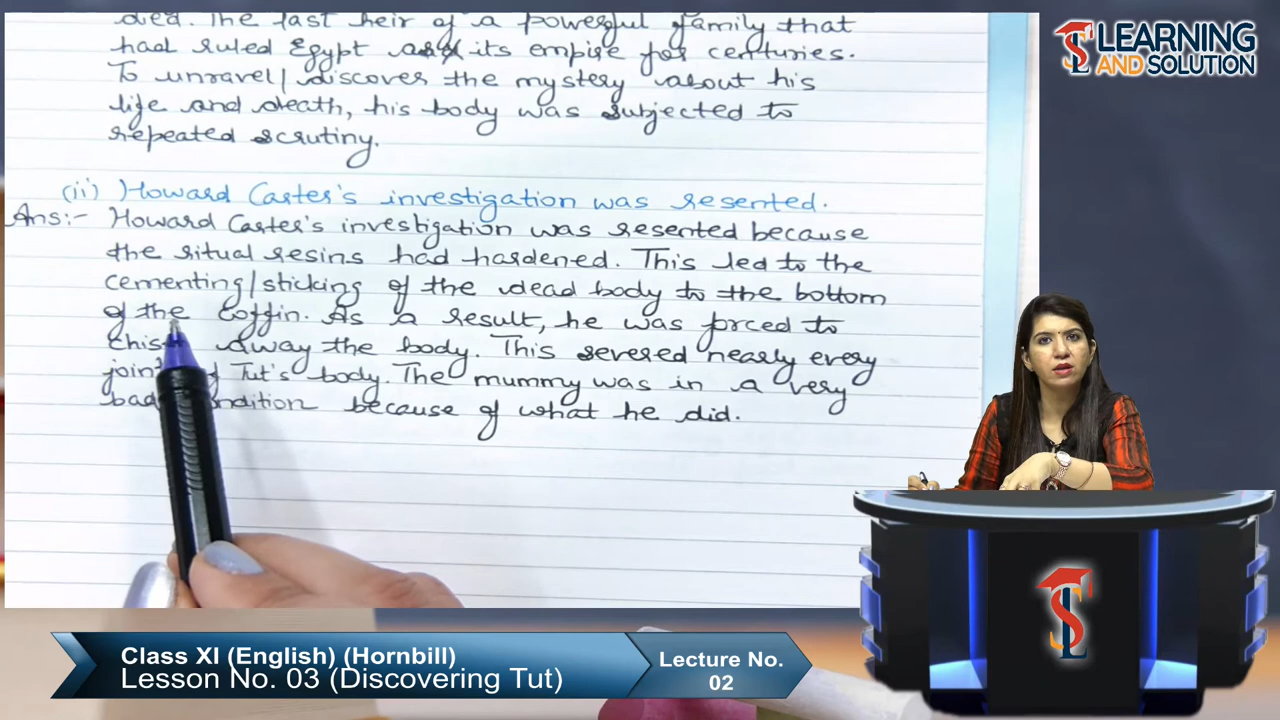 died. The last heir of a powerful family that
had ruled Egypt and its empire for centuries.
To unravel/discover the mystery about his
life and death, his body was subjected to
repeated scrutiny.
(ii) Howard Carter's investigation was resented.
Ans:- Howard Carter's investigation was resented because
the ritual resins had hardened. This led to the
cementing/sticking of the dead body to the bottom
of the coffin. As a result, he was forced to
away the body. This severed nearly every
Tut's body. The mummy was in a very
bad because of what he did.
LEARNING
AND SOLUTION
Class XI (English) (Hornbill)
Lesson No. 03 (Discovering Tut)
Lecture No.
02